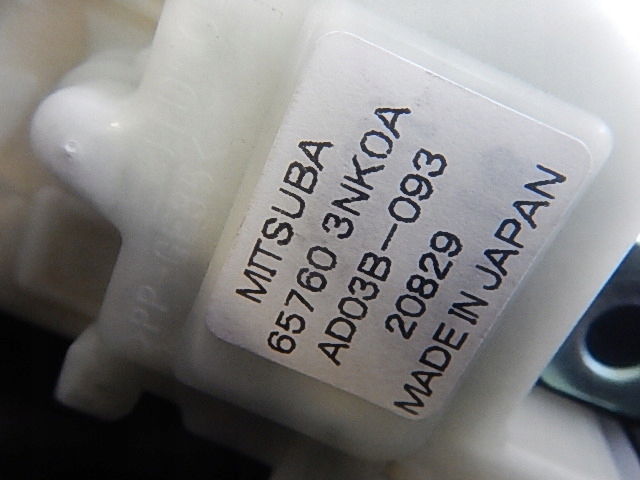 MITSUBA
65760 3NK0A
AD03B-093
20829
MADE IN JAPAN